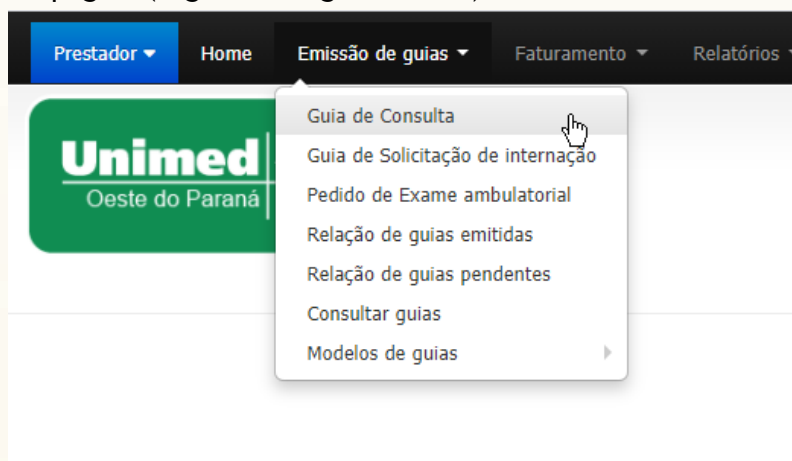 Prestador Home Emissão de guias Faturamento Relatórios
Unimed
Oeste do Paraná
Guia de Consulta
Guia de Solicitação de internação
Pedido de Exame ambulatorial
Relação de guias emitidas
Relação de guias pendentes
Consultar guias
Modelos de guias